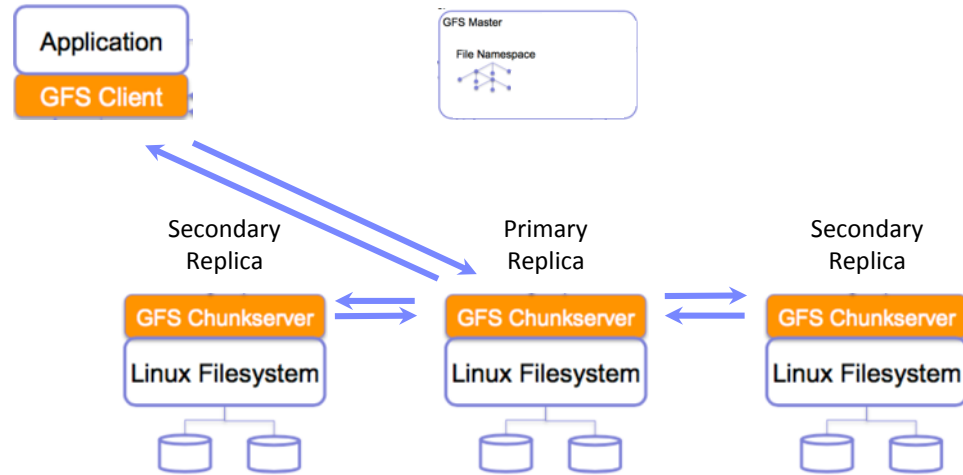 Application
GFS Client
GFS Master
File Namespace
Secondary
Replica
Primary
Replica
Secondary
Replica
GFS Chunkserver
GFS Chunkserver
GFS Chunkserver
Linux Filesystem
Linux Filesystem
Linux Filesystem